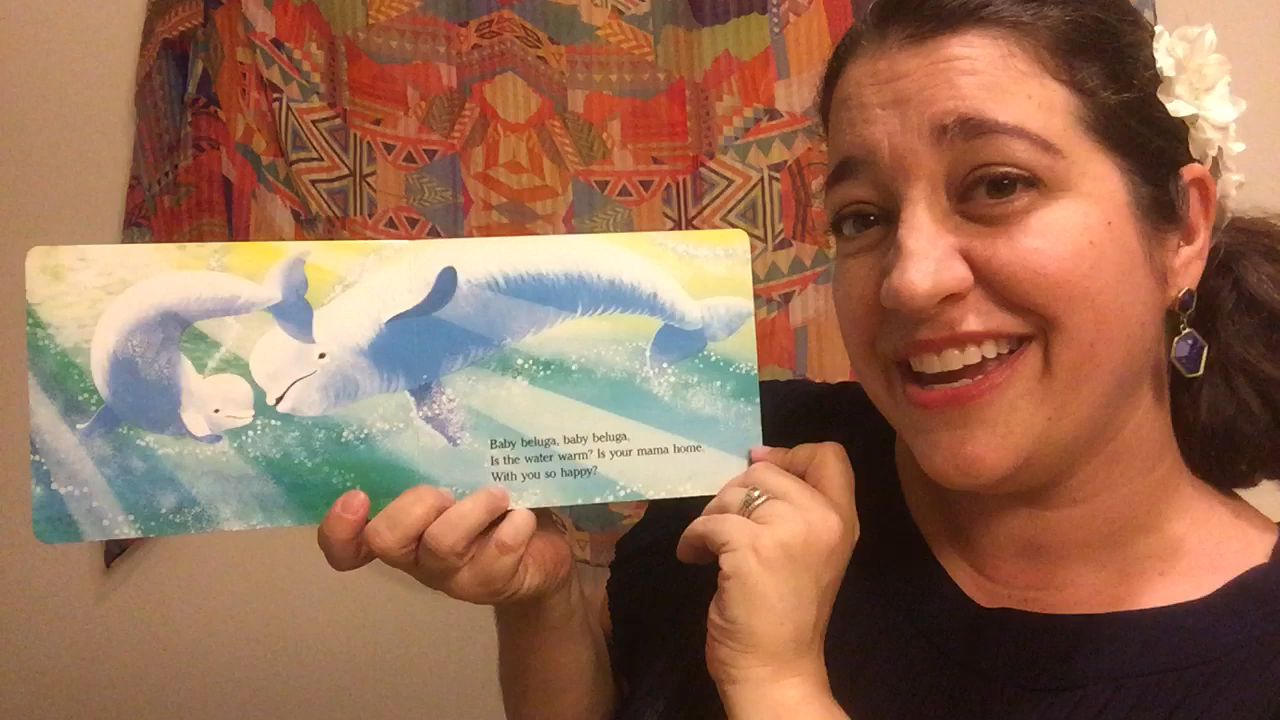 Baby beluga, baby beluga,
Is the water warm? Is your mama home
With you so happy?